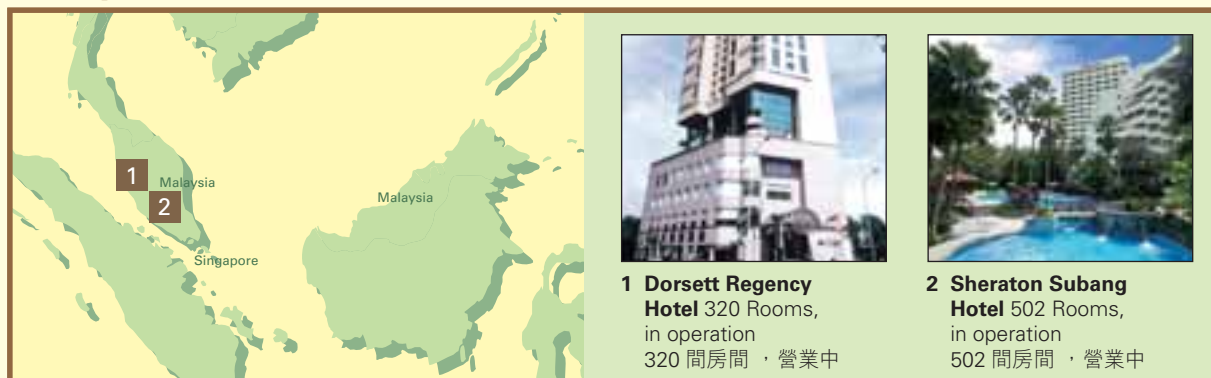 1
Malaysia
2
Malaysia
Singapore
1 Dorsett Regency
Hotel 320 Rooms,
in operation
320 間房間 ，營業中
2 Sheraton Subang
Hotel 502 Rooms,
in operation
502 間房間 ，營業中